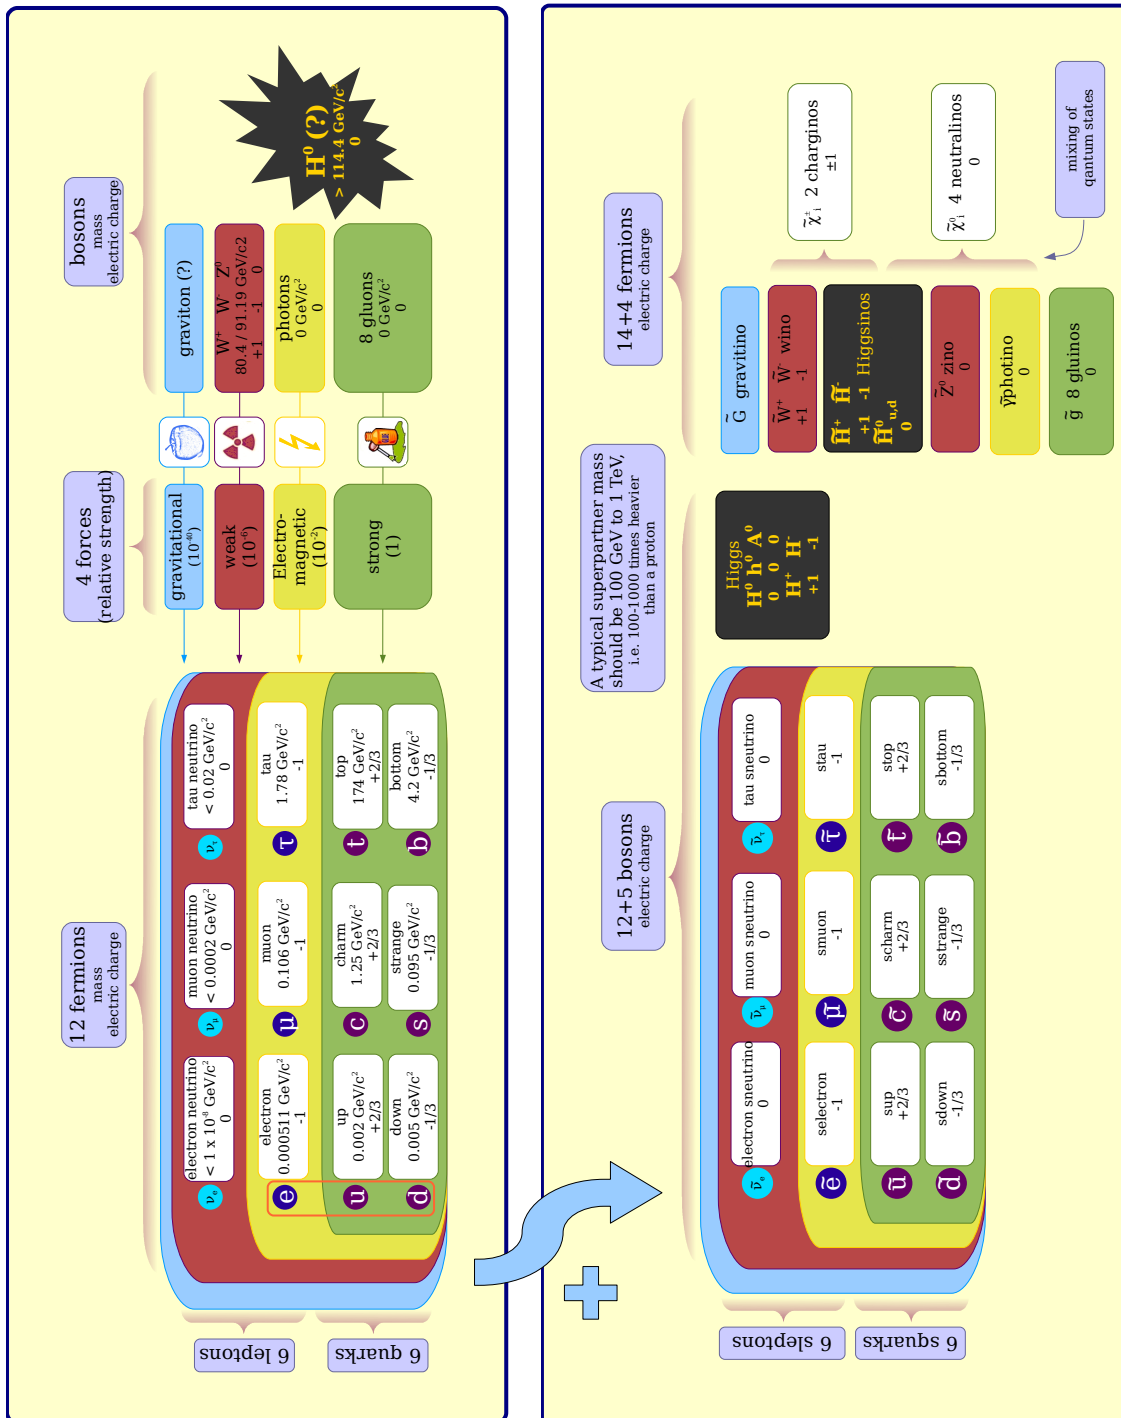 12 fermions
mass
electric charge
4 forces
(relative strength)
bosons
mass
electric charge
6 leptons
6 quarks
νe
electron neutrino
< 1 x 10⁻⁸ GeV/c²
0
νμ
muon neutrino
< 0.0002 GeV/c²
0
ντ
tau neutrino
< 0.02 GeV/c²
0
e
electron
0.000511 GeV/c²
-1
μ
muon
0.106 GeV/c²
-1
τ
tau
1.78 GeV/c²
-1
u
up
0.002 GeV/c²
+2/3
c
charm
1.25 GeV/c²
+2/3
t
top
174 GeV/c²
+2/3
d
down
0.005 GeV/c²
-1/3
s
strange
0.095 GeV/c²
-1/3
b
bottom
4.2 GeV/c²
-1/3
gravitational
(10⁻⁴⁰)
weak
(10⁻⁶)
Electro-
magnetic
(10⁻²)
strong
(1)
graviton (?)
W⁺ W⁻ Z⁰
80.4 / 91.19 GeV/c2
+1 -1 0
photons
0 GeV/c²
0
8 gluons
0 GeV/c²
0
H⁰ (?)
> 114.4 GeV/c²
0
12+5 bosons
electric charge
A typical superpartner mass
should be 100 GeV to 1 TeV,
i.e. 100-1000 times heavier
than a proton
14+4 fermions
electric charge
6 sleptons
6 squarks
ν̃e
electron sneutrino
0
ν̃μ
muon sneutrino
0
ν̃τ
tau sneutrino
0
ẽ
selectron
-1
μ̃
smuon
-1
τ̃
stau
-1
ũ
sup
+2/3
c̃
scharm
+2/3
t̃
stop
+2/3
d̃
sdown
-1/3
s̃
sstrange
-1/3
b̃
sbottom
-1/3
Higgs
H⁰ h⁰ A⁰
0 0 0
H⁺ H⁻
+1 -1
G̃ gravitino
W̃⁺ W̃⁻ wino
+1 -1
H̃⁺ H̃⁻
+1 -1 Higgsinos
H̃⁰u,d
0
Z̃⁰ zino
0
γ̃photino
0
g̃ 8 gluinos
0
χ̃±i 2 charginos
±1
χ̃⁰i 4 neutralinos
0
mixing of
qantum states